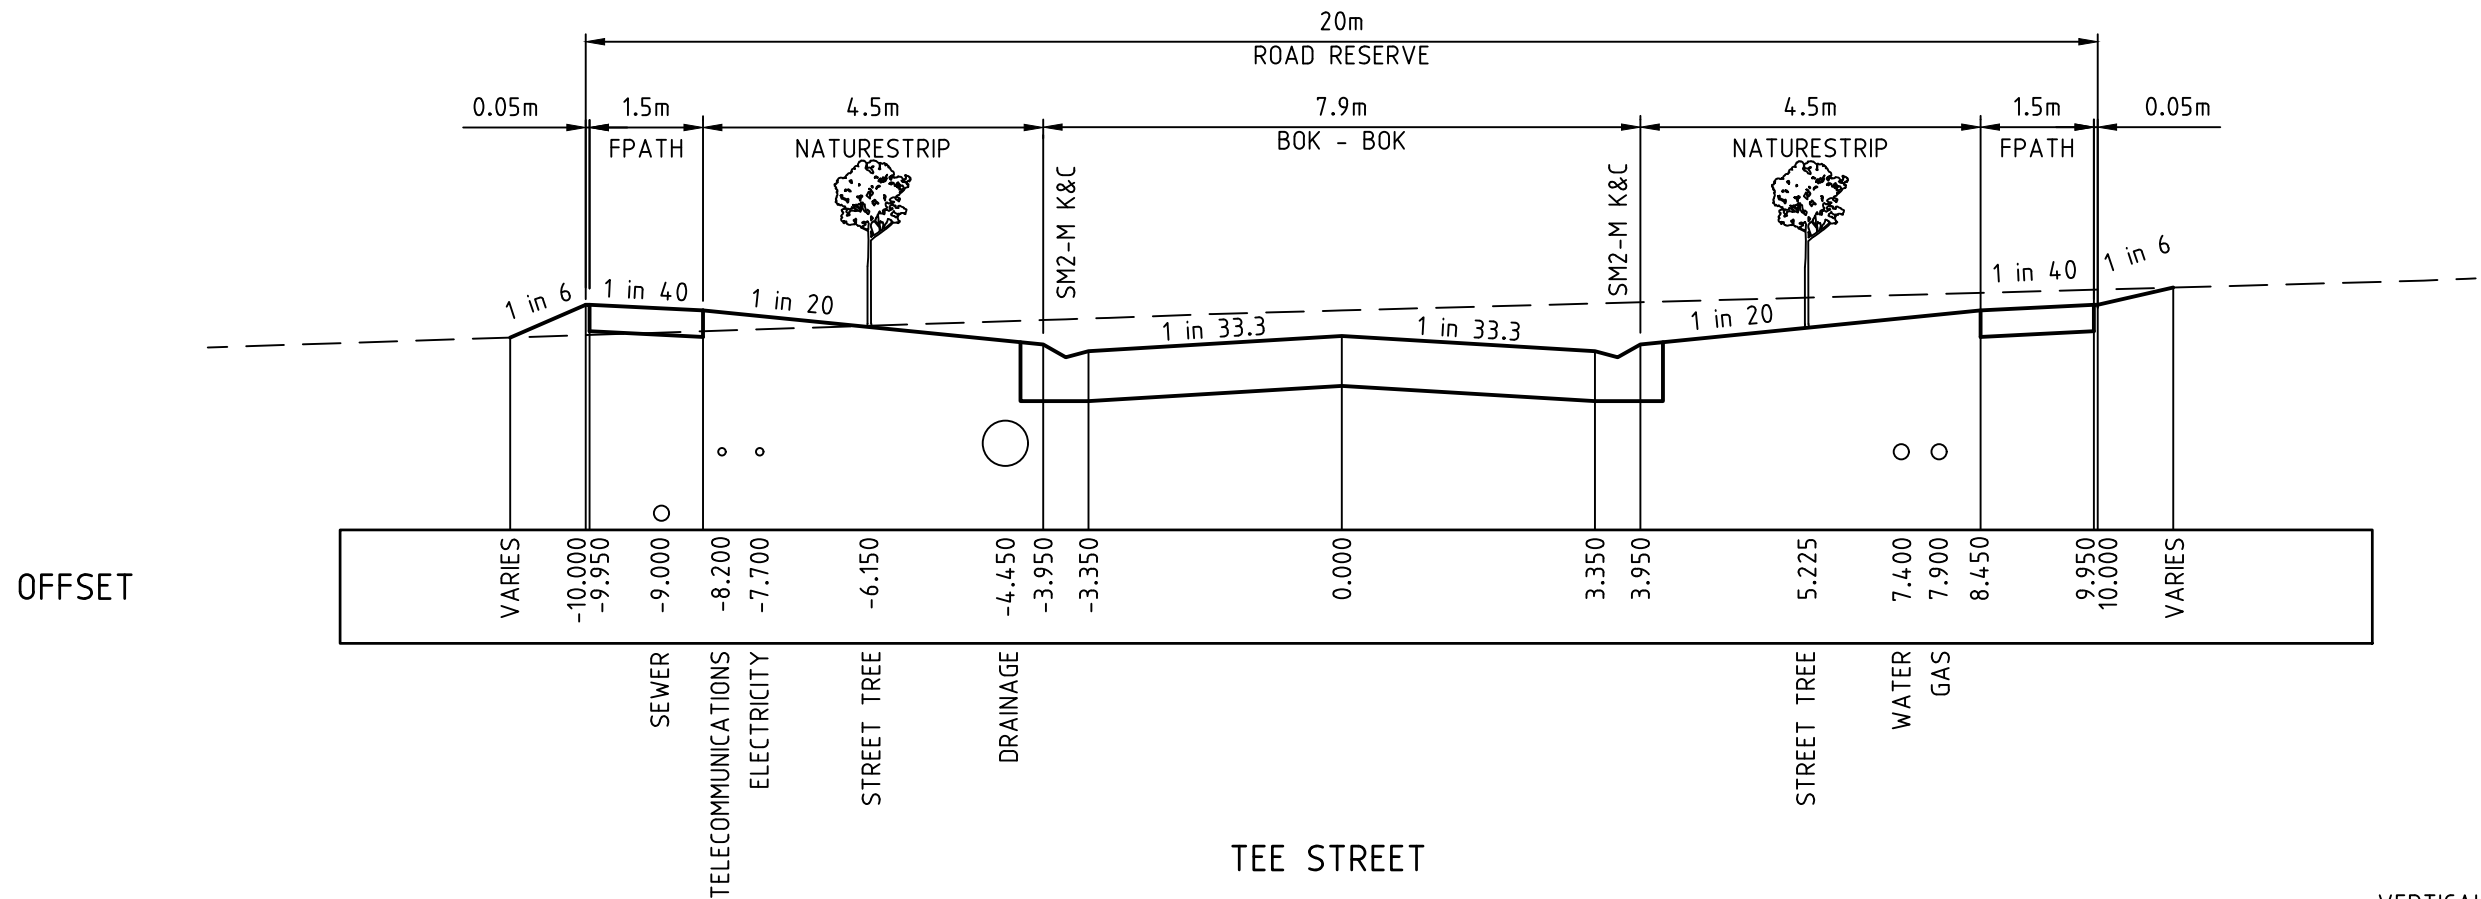 20m
ROAD RESERVE
0.05m 1.5m 4.5m 7.9m 4.5m 1.5m 0.05m
FPATH NATURESTRIP BOK - BOK NATURESTRIP FPATH
SM2-M K&C SM2-M K&C
1 in 6 1 in 40 1 in 20 1 in 33.3 1 in 33.3 1 in 20 1 in 40 1 in 6
OFFSET
VARIES -10.000 -9.950 -9.000 -8.200 -7.700 -6.150 -4.450 -3.950 -3.350 0.000 3.350 3.950 5.225 7.400 7.900 8.450 9.950 10.000 VARIES
SEWER TELECOMMUNICATIONS ELECTRICITY STREET TREE DRAINAGE STREET TREE WATER GAS
TEE STREET